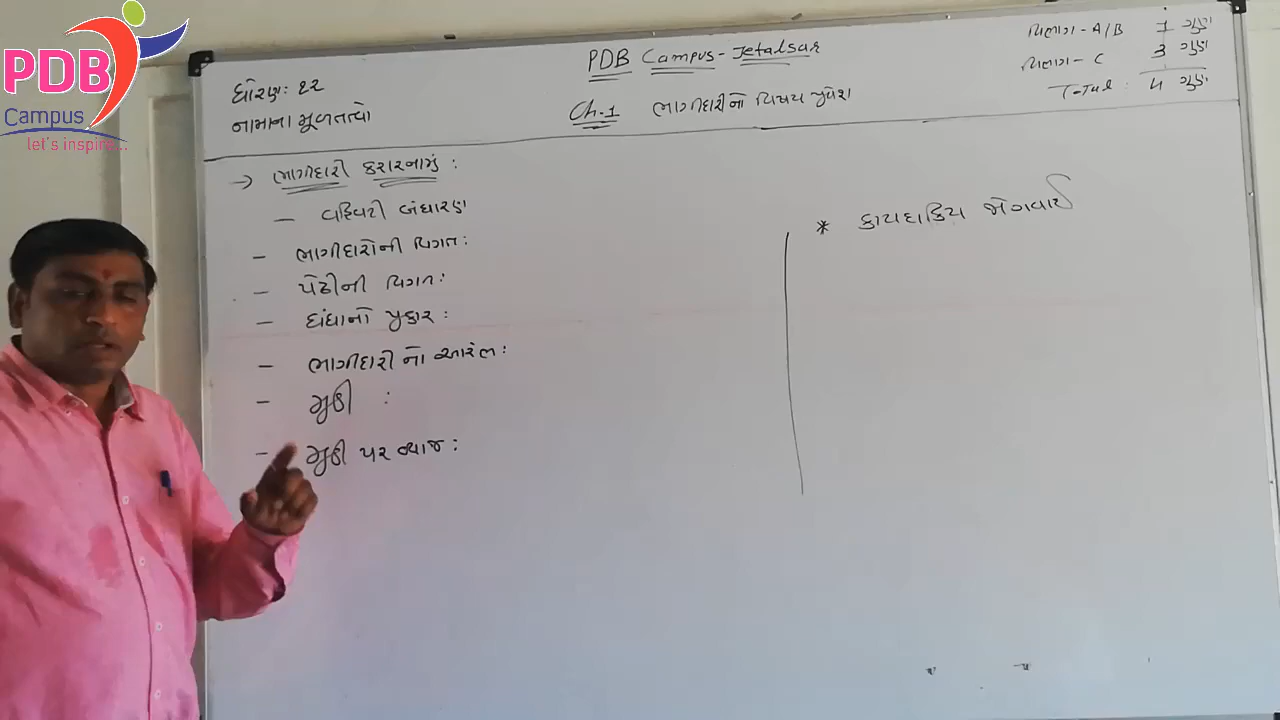 PDB
Campus
let's inspire...
PDB Campus - Jetalsar
ધોરણ: ૧૨
નામાના મૂળતત્વો
Ch.1 ભાગીદારીનો વિષય પ્રવેશ
વિભાગ - A/B 1 ગુણ
વિભાગ - C 3 ગુણ
Total : 4 ગુણ
→ ભાગીદારી કરારનામું :
– વહિવટી બંધારણ
– ભાગીદારોની વિગત :
– પેઢીની વિગત :
– ધંધાનો પ્રકાર :
– ભાગીદારીનો આરંભ :
– મુડી :
– મુડી પર વ્યાજ :
* કાયદાકિય જોગવાઈ